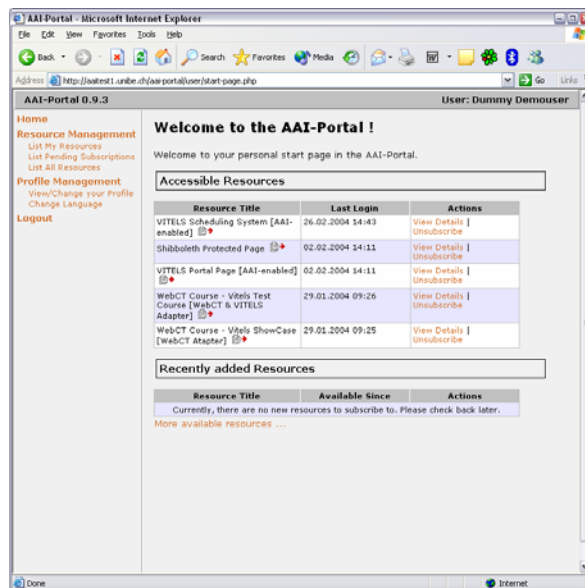 AAI-Portal - Microsoft Internet Explorer
File Edit View Favorites Tools Help
Back Search Favorites Media
Address http://aaitest1.unibe.ch/aai-portal/user/start-page.php Go Links
AAI-Portal 0.9.3 User: Dummy Demouser
Home
Resource Management
List My Resources
List Pending Subscriptions
List All Resources
Profile Management
View/Change your Profile
Change Language
Logout
Welcome to the AAI-Portal !
Welcome to your personal start page in the AAI-Portal.
Accessible Resources
Resource Title Last Login Actions
VITELS Scheduling System [AAI- 26.02.2004 14:43 View Details |
enabled] Unsubscribe
Shibboleth Protected Page 02.02.2004 14:11 View Details |
Unsubscribe
VITELS Portal Page [AAI-enabled] 02.02.2004 14:11 View Details |
Unsubscribe
WebCT Course - Vitels Test 29.01.2004 09:26 View Details |
Course [WebCT & VITELS Unsubscribe
Adapter]
WebCT Course - Vitels ShowCase 29.01.2004 09:25 View Details |
[WebCT Atapter] Unsubscribe
Recently added Resources
Resource Title Available Since Actions
Currently, there are no new resources to subscribe to. Please check back later.
More available resources ...
Done Internet